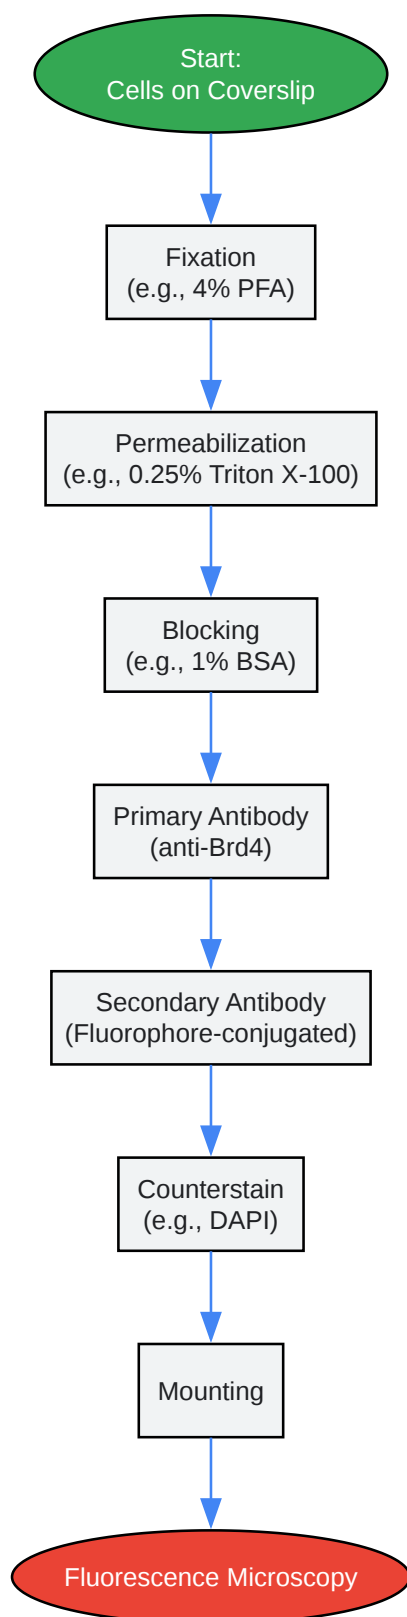 Start:
Cells on Coverslip
Fixation
(e.g., 4% PFA)
Permeabilization
(e.g., 0.25% Triton X-100)
Blocking
(e.g., 1% BSA)
Primary Antibody
(anti-Brd4)
Secondary Antibody
(Fluorophore-conjugated)
Counterstain
(e.g., DAPI)
Mounting
Fluorescence Microscopy